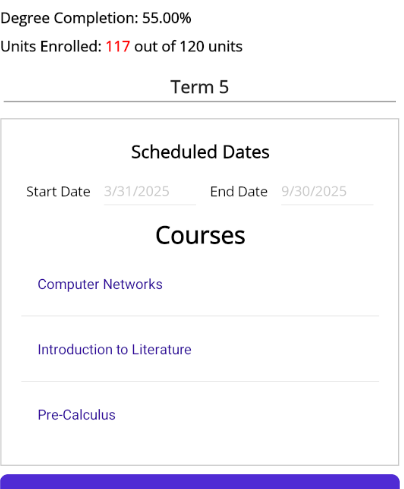 Degree Completion: 55.00%
Units Enrolled: 117 out of 120 units
Term 5
Scheduled Dates
Start Date 3/31/2025 End Date 9/30/2025
Courses
Computer Networks
Introduction to Literature
Pre-Calculus